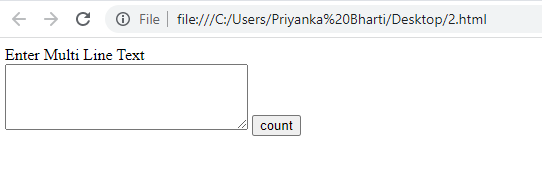 File file:///C:/Users/Priyanka%20Bharti/Desktop/2.html
Enter Multi Line Text
count